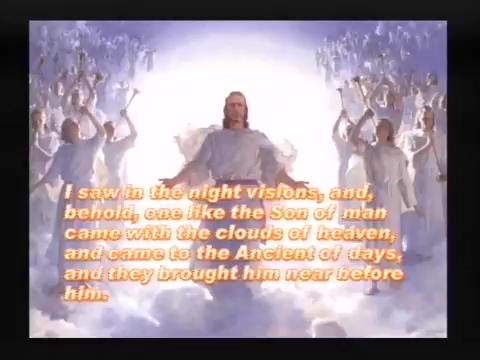 I saw in the night visions, and,
behold, one like the Son of man
came with the clouds of heaven,
and came to the Ancient of days,
and they brought him near before
him.